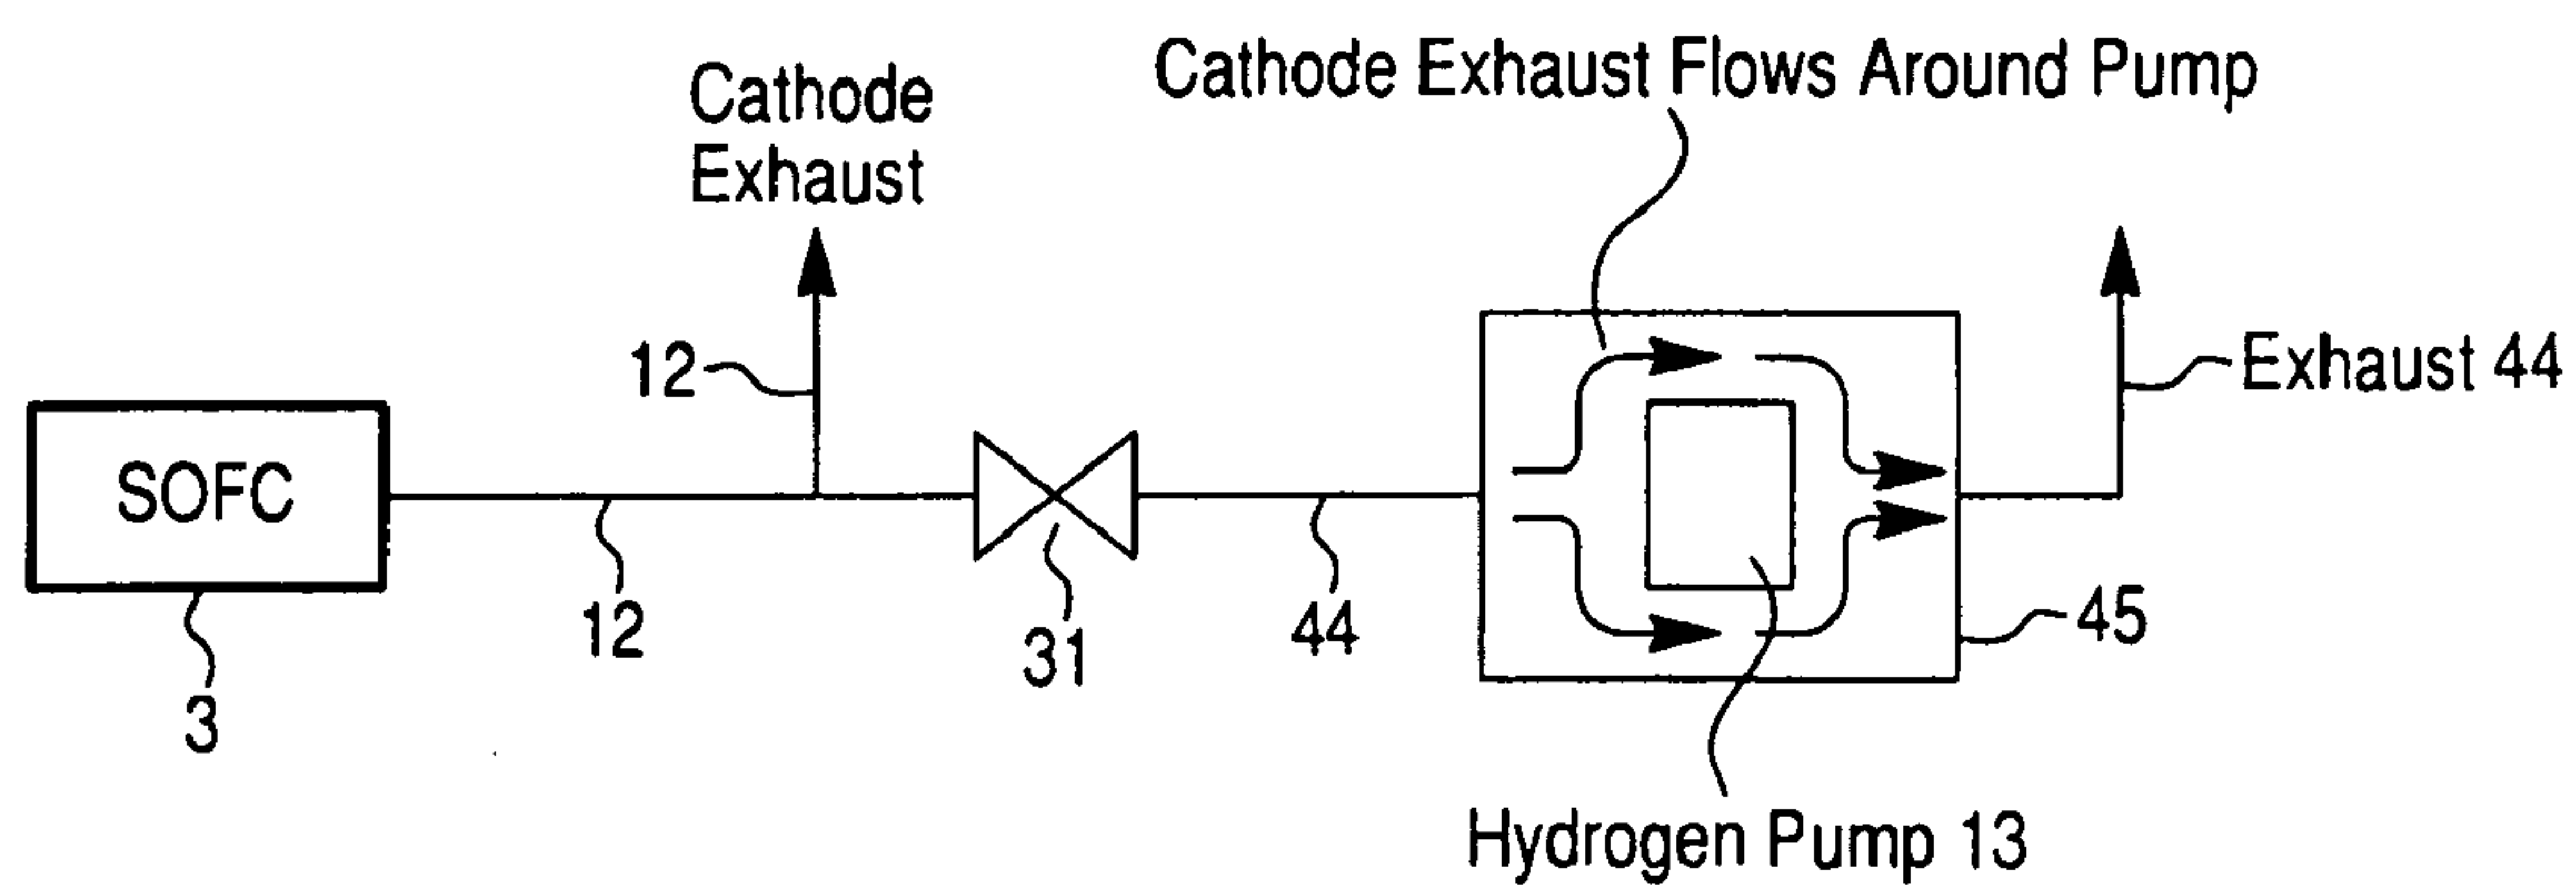 Cathode Exhaust Flows Around Pump
Cathode
Exhaust
12
Exhaust 44
SOFC
12
31
44
45
3
Hydrogen Pump 13